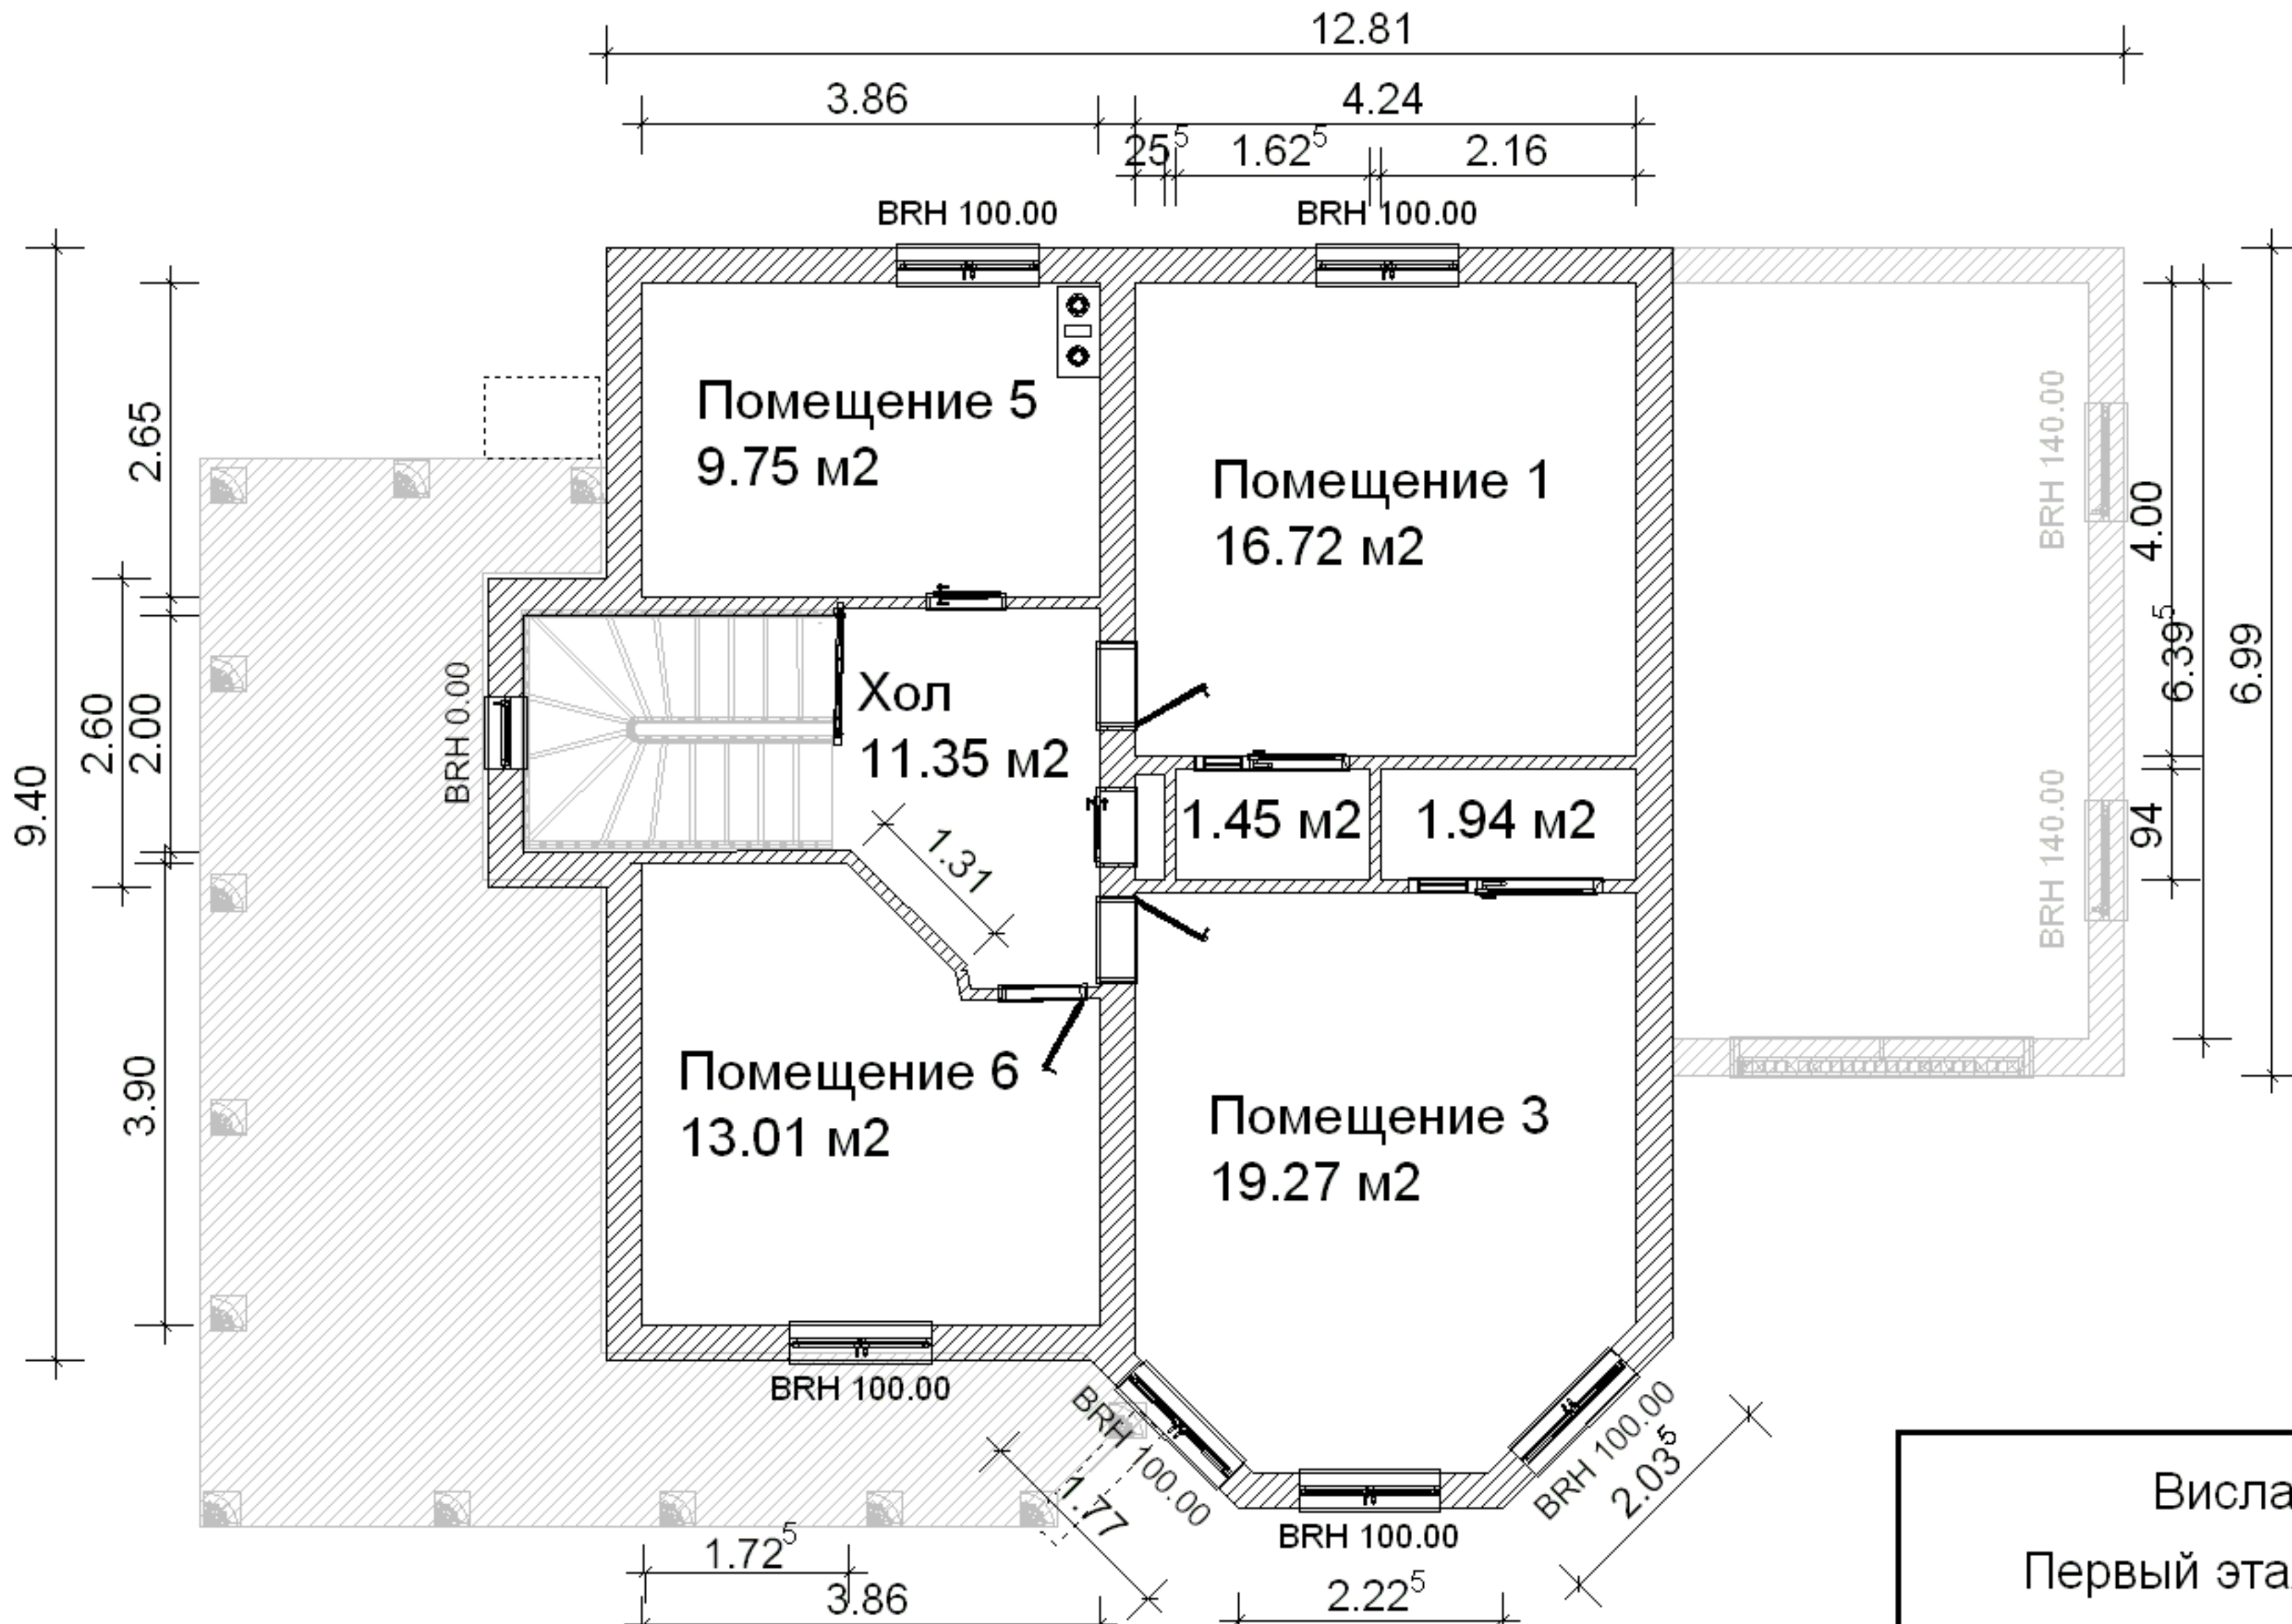 12.81
3.86
4.24
25⁵
1.62⁵
2.16
BRH 100.00
BRH 100.00
Помещение 5
9.75 м2
Помещение 1
16.72 м2
BRH 140.00
2.65
4.00
6.39⁵
6.99
Хол
11.35 м2
BRH 0.00
2.60
2.00
9.40
1.45 м2
1.94 м2
94
BRH 140.00
1.31
Помещение 6
13.01 м2
Помещение 3
19.27 м2
3.90
BRH 100.00
BRH 100.00
BRH 100.00
1.77
2.03⁵
BRH 100.00
1.72⁵
3.86
2.22⁵
Висла
Первый эта